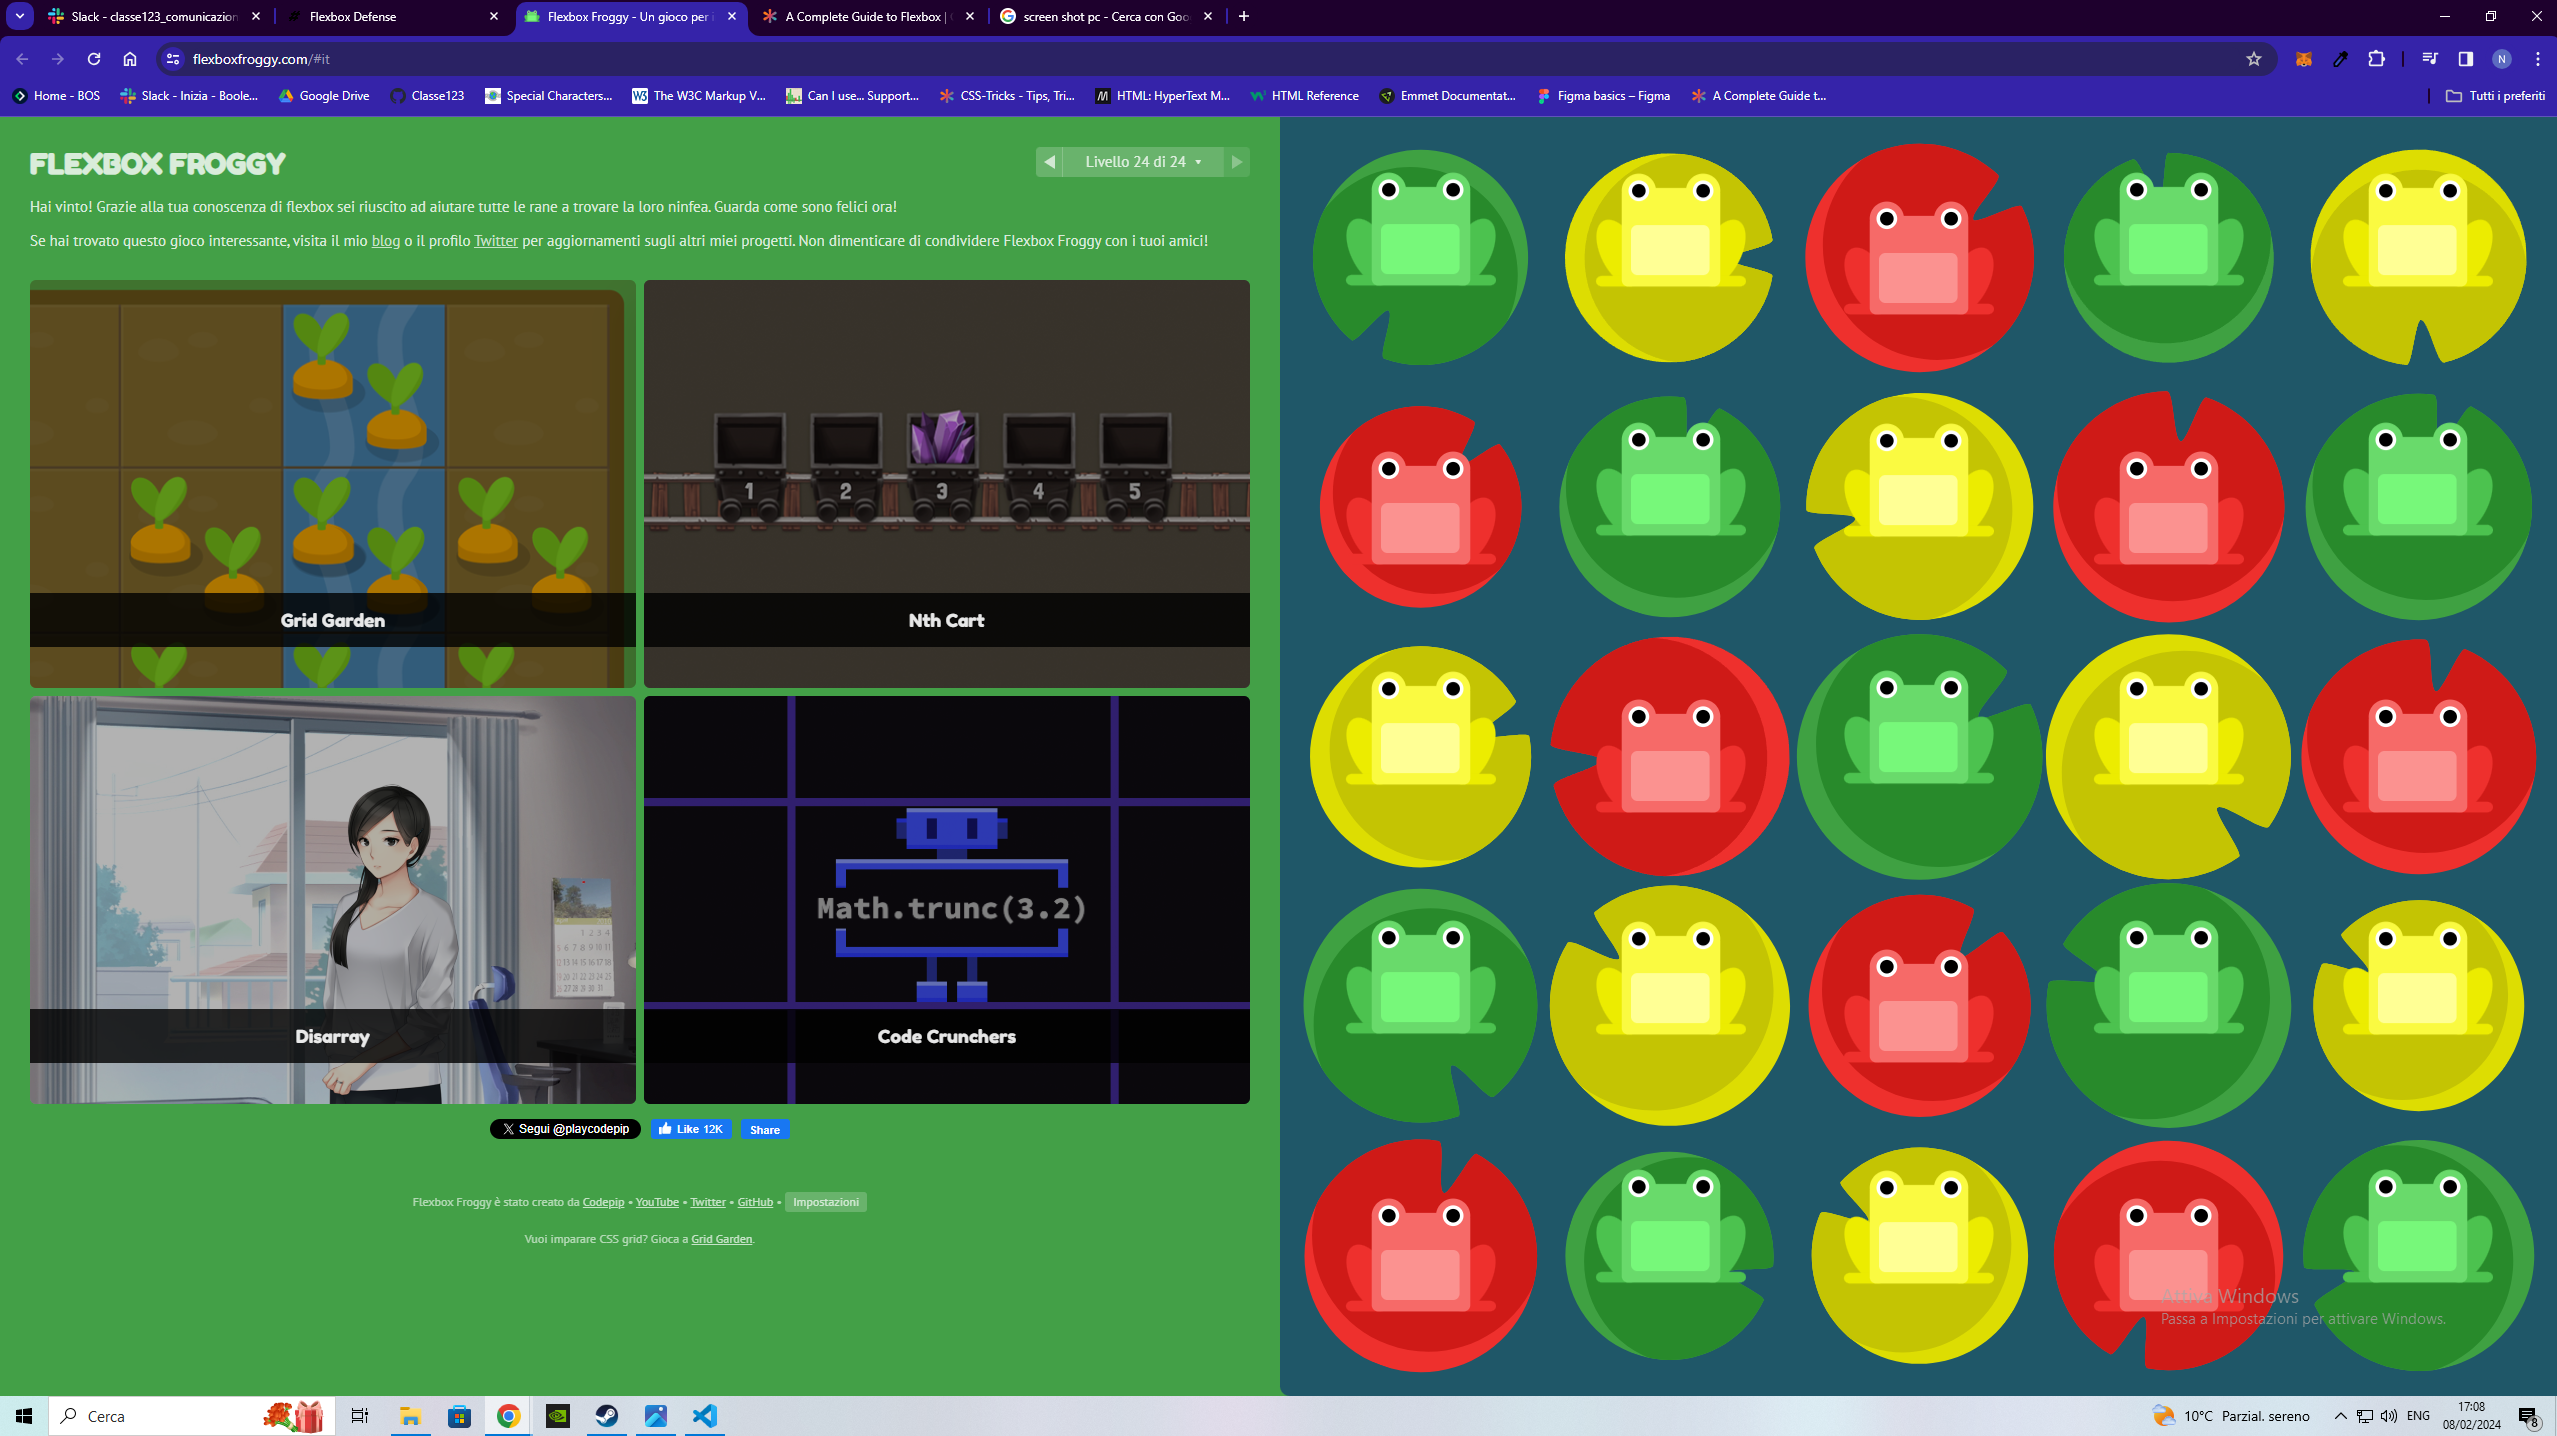 Slack - classe123_comunicazion
Flexbox Defense
Flexbox Froggy - Un gioco per i
A Complete Guide to Flexbox |
screen shot pc - Cerca con Goo
flexboxfroggy.com/#it
N
Home - BOS
Slack - Inizia - Boole...
Google Drive
Classe123
Special Characters...
The W3C Markup V...
Can I use... Support...
CSS-Tricks - Tips, Tri...
HTML: HyperText M...
HTML Reference
Emmet Documentat...
Figma basics – Figma
A Complete Guide t...
Tutti i preferiti
FLEXBOX FROGGY
Livello 24 di 24
Hai vinto! Grazie alla tua conoscenza di flexbox sei riuscito ad aiutare tutte le rane a trovare la loro ninfea. Guarda come sono felici ora!
Se hai trovato questo gioco interessante, visita il mio blog o il profilo Twitter per aggiornamenti sugli altri miei progetti. Non dimenticare di condividere Flexbox Froggy con i tuoi amici!
1 2 3 4 5
Grid Garden
Nth Cart
Math.trunc(3.2)
Disarray
Code Crunchers
Segui @playcodepip
Like 12K
Share
Flexbox Froggy è stato creato da Codepip • YouTube • Twitter • GitHub • Impostazioni
Vuoi imparare CSS grid? Gioca a Grid Garden.
Attiva Windows
Passa a Impostazioni per attivare Windows.
Cerca
10°C Parzial. sereno
ENG
17:08
08/02/2024
8